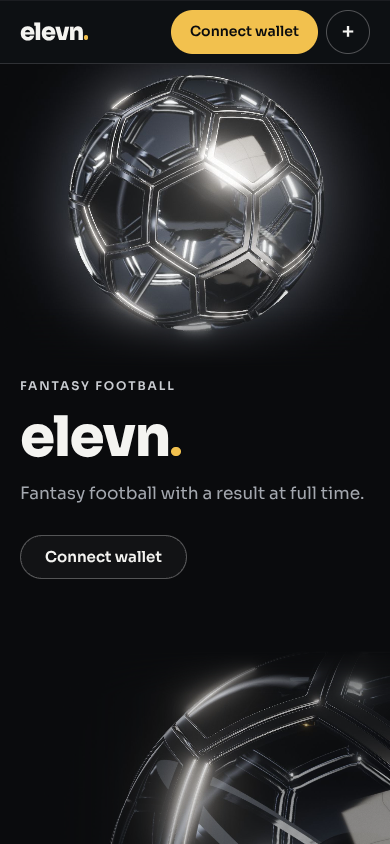 elevn.
Connect wallet
+
FANTASY FOOTBALL
elevn.
Fantasy football with a result at full time.
Connect wallet